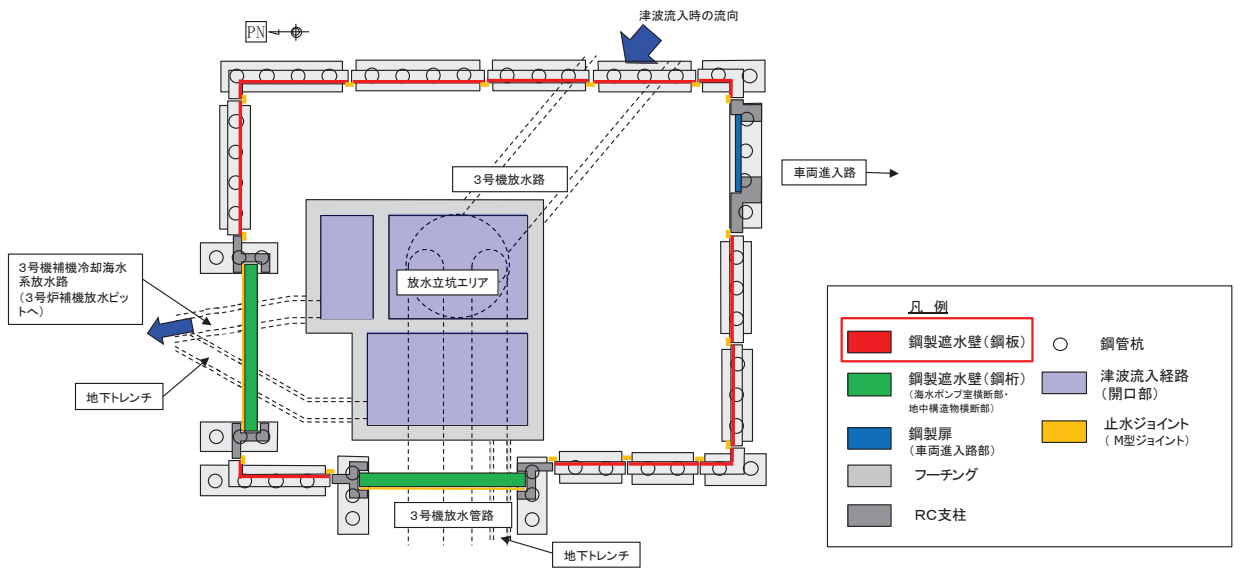 津波流入時の流向
PN
3号機放水路
車両進入路
3号機補機冷却海水
系放水路
(3号炉補機放水ピッ
トへ)
放水立坑エリア
地下トレンチ
3号機放水管路
地下トレンチ
凡 例
鋼製遮水壁(鋼板)
鋼管杭
鋼製遮水壁(鋼桁)
(海水ポンプ室横断部・
地中構造物横断部)
津波流入経路
(開口部)
鋼製扉
(車両進入路部)
止水ジョイント
( M型ジョイント)
フーチング
RC支柱